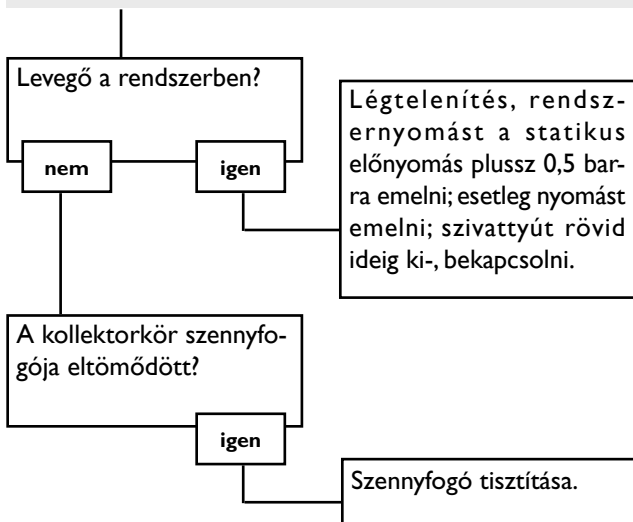 Levegő a rendszerben?
nem
igen
Légtelenítés, rendsz-
ernyomást a statikus
előnyomás plussz 0,5 bar-
ra emelni; esetleg nyomást
emelni; szivattyút rövid
ideig ki-, bekapcsolni.
A kollektorkör szennyfo-
gója eltömődött?
igen
Szennyfogó tisztítása.